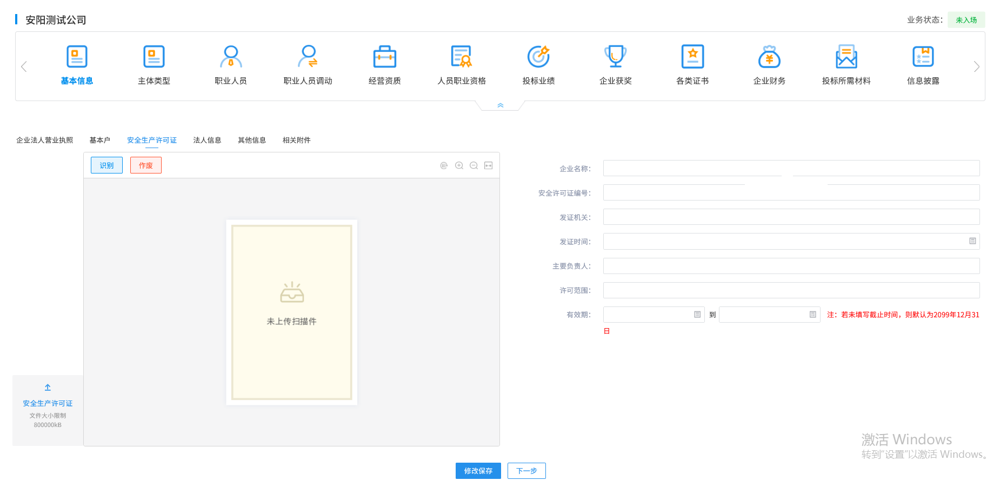 安阳测试公司
业务状态：
未入场
基本信息
主体类型
职业人员
职业人员调动
经营资质
人员职业资格
投标业绩
企业获奖
各类证书
企业财务
投标所需材料
信息披露
企业法人营业执照
基本户
安全生产许可证
法人信息
其他信息
相关附件
识别
作废
未上传扫描件
安全生产许可证
文件大小限制
800000kB
企业名称：
安全许可证编号：
发证机关：
发证时间：
主要负责人：
许可范围：
有效期：
到
注：若未填写截止时间，则默认为2099年12月31
日
修改保存
下一步
激活 Windows
转到“设置”以激活 Windows。